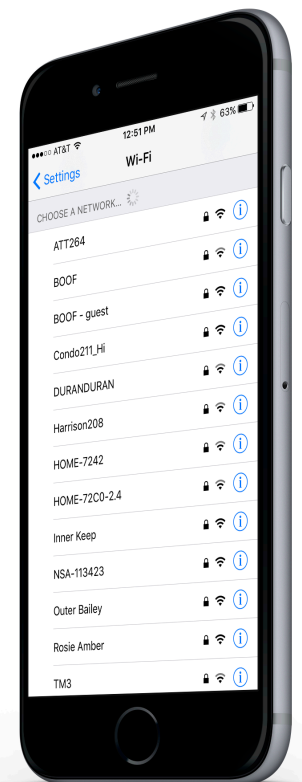 AT&T 12:51 PM 63%
Settings Wi-Fi
CHOOSE A NETWORK...
ATT264
BOOF
BOOF - guest
Condo211_Hi
DURANDURAN
Harrison208
HOME-7242
HOME-72C0-2.4
Inner Keep
NSA-113423
Outer Bailey
Rosie Amber
TM3